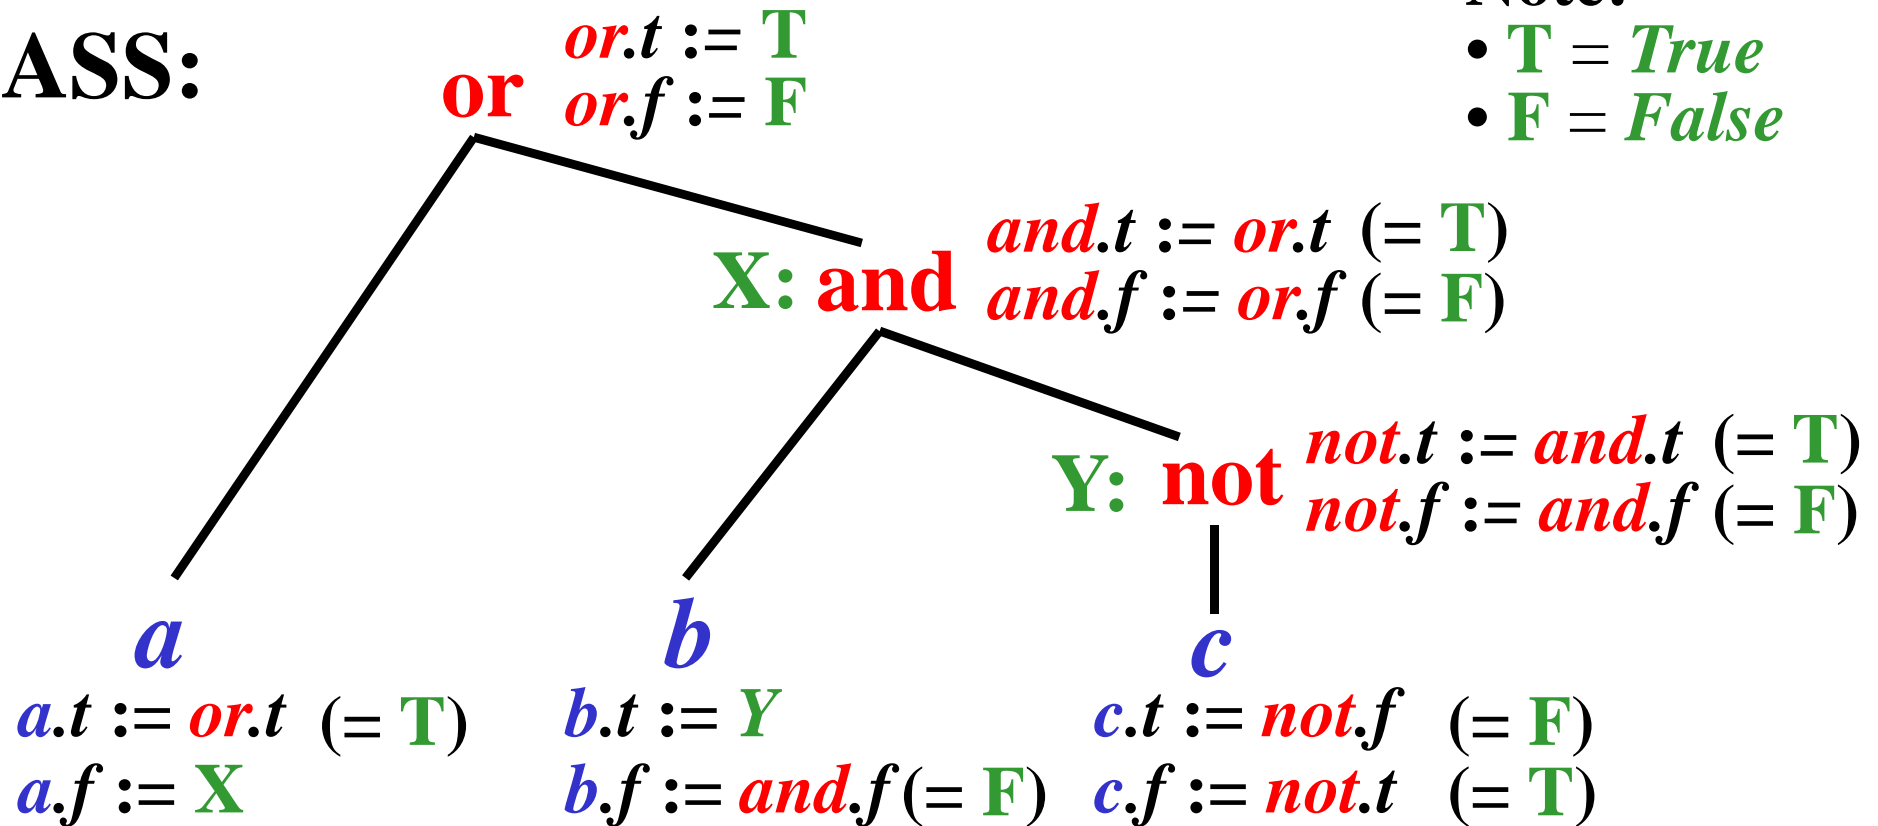 ASS:
or
or.t := T
or.f := F
• T = True
• F = False
X: and
and.t := or.t (= T)
and.f := or.f (= F)
Y: not
not.t := and.t (= T)
not.f := and.f (= F)
a
a.t := or.t (= T)
a.f := X
b
b.t := Y
b.f := and.f (= F)
c
c.t := not.f (= F)
c.f := not.t (= T)